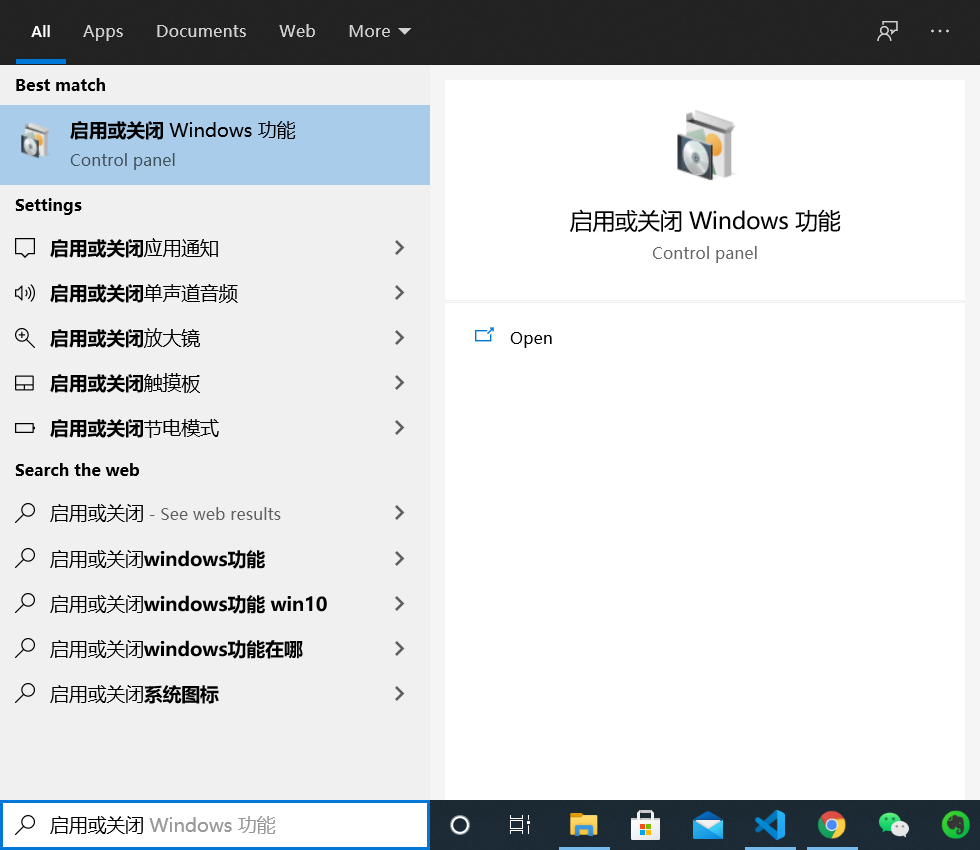 All Apps Documents Web More
Best match
启用或关闭 Windows 功能
Control panel
Settings
启用或关闭应用通知
启用或关闭单声道音频
启用或关闭放大镜
启用或关闭触摸板
启用或关闭节电模式
Search the web
启用或关闭 - See web results
启用或关闭windows功能
启用或关闭windows功能 win10
启用或关闭windows功能在哪
启用或关闭系统图标
启用或关闭 Windows 功能
Control panel
Open
启用或关闭 Windows 功能